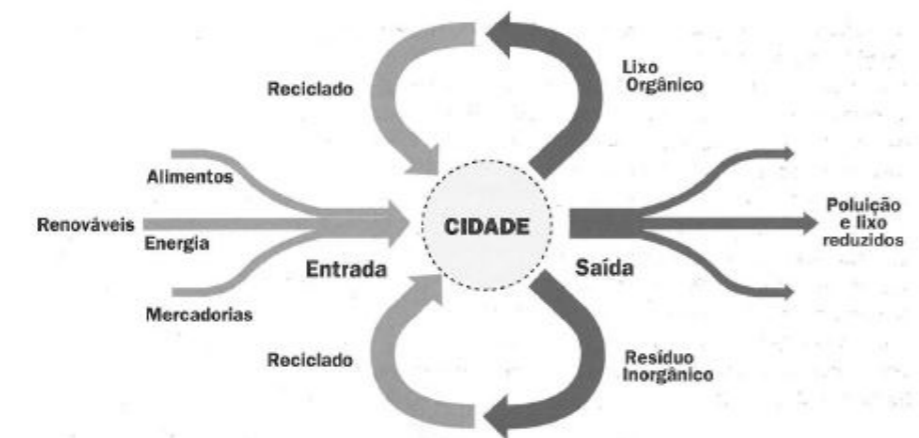 Reciclado
Lixo
Orgânico
Alimentos
Renováveis
Energia
Mercadorias
Entrada
CIDADE
Saída
Poluição
e lixo
reduzidos
Reciclado
Resíduo
Inorgânico